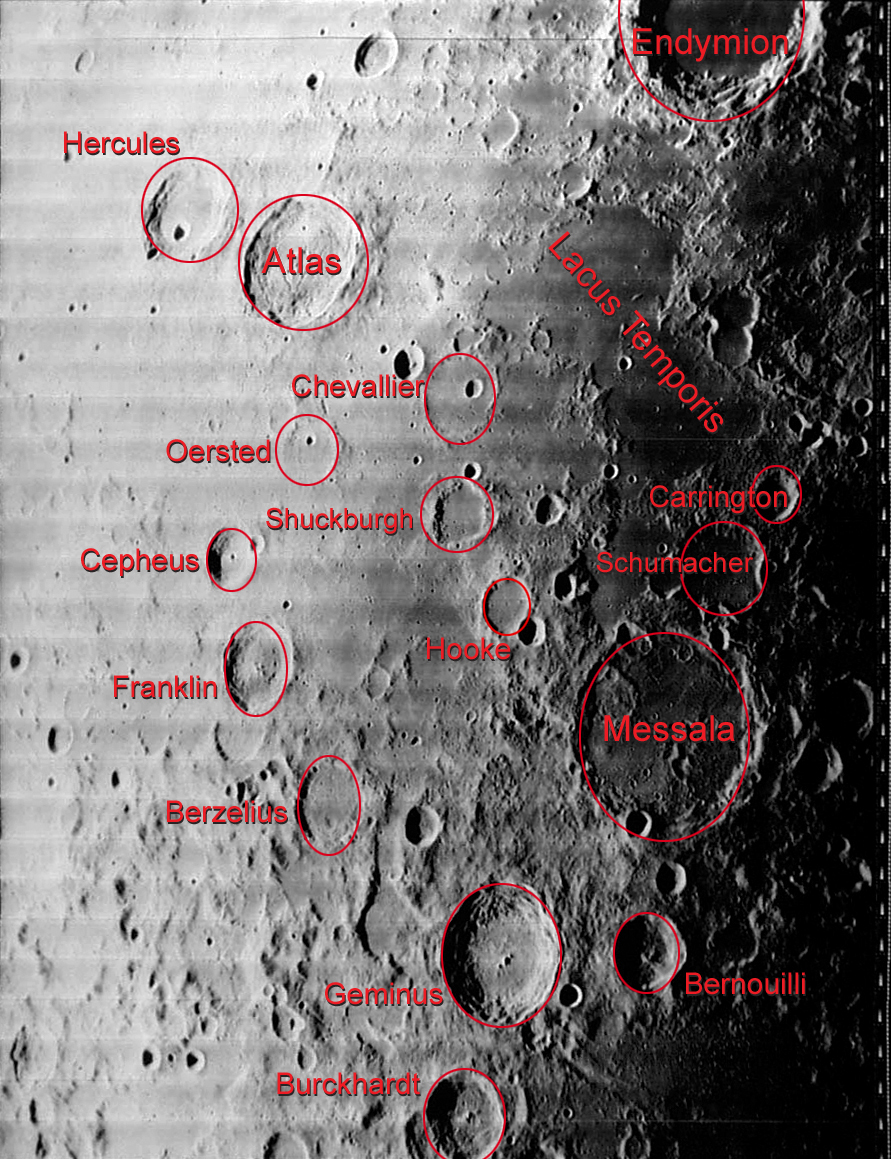 Endymion
Hercules
Atlas
Lacus Temporis
Chevallier
Oersted
Carrington
Shuckburgh
Cepheus
Schumacher
Hooke
Franklin
Messala
Berzelius
Bernouilli
Geminus
Burckhardt